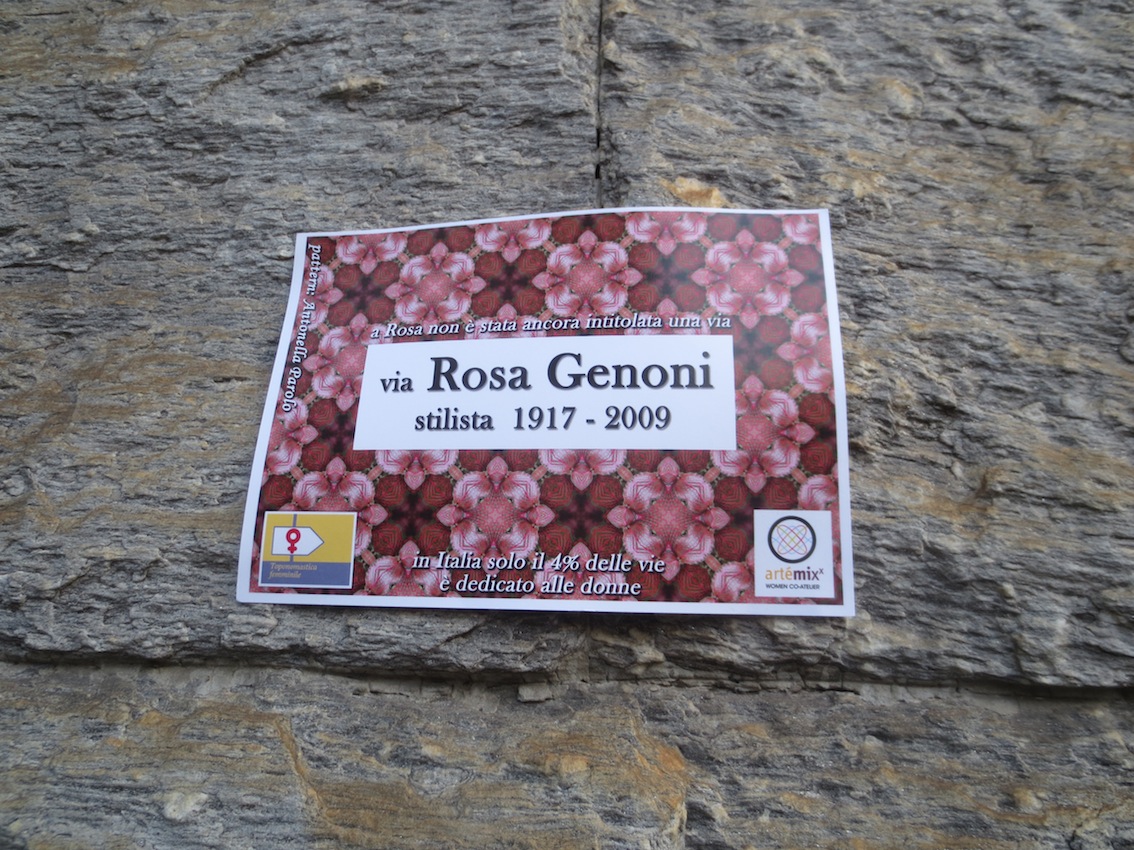 pattern: Antonella Parolo
a Rosa non è stata ancora intitolata una via
via Rosa Genoni
stilista 1917 - 2009
in Italia solo il 4% delle vie
è dedicato alle donne
Toponomastica
femminile
artémixx
WOMEN CO-ATELIER